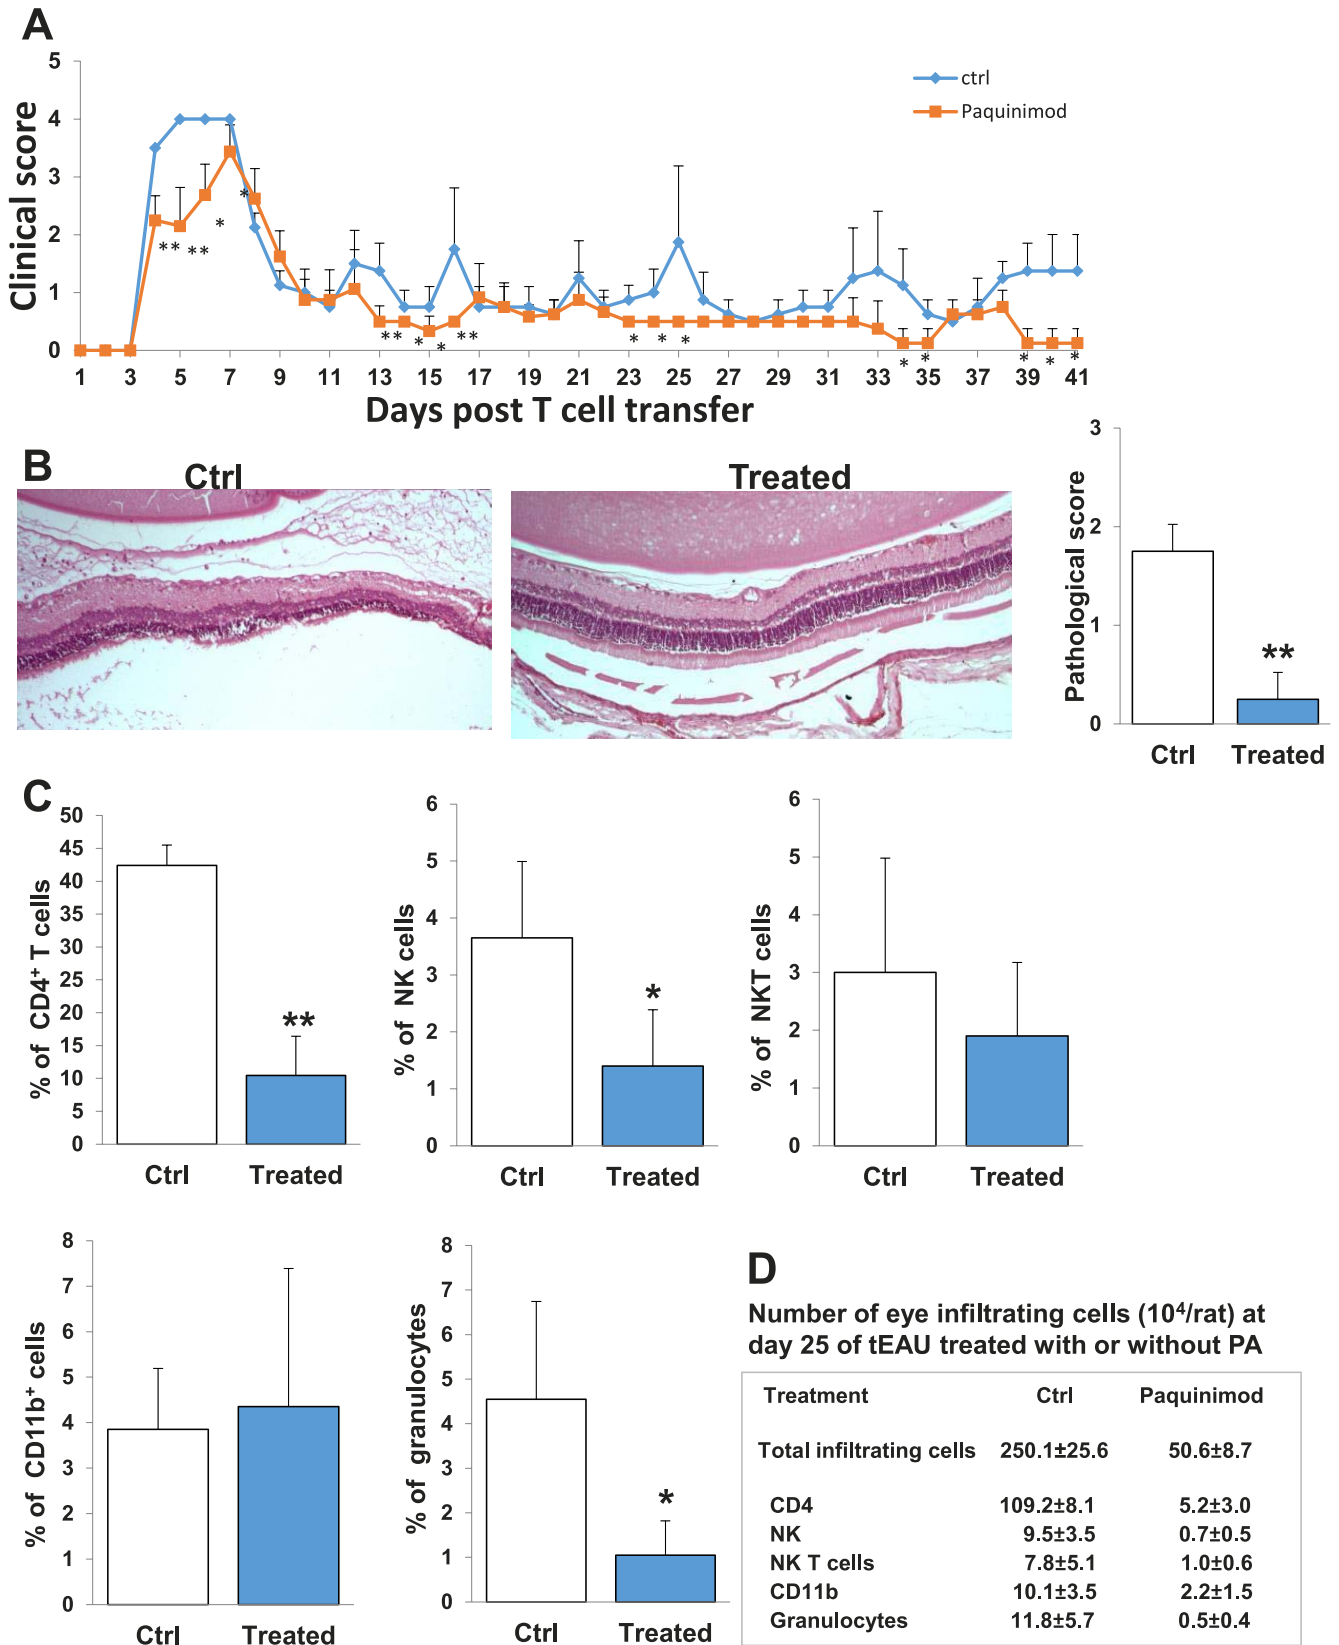 A
5
4
3
2
1
0
Clinical score
ctrl
Paquinimod
** ** * * ** * * ** * * * * * * * *
1 3 5 7 9 11 13 15 17 19 21 23 25 27 29 31 33 35 37 39 41
Days post T cell transfer
B
Ctrl
Treated
Pathological score
3
2
1
0
**
Ctrl Treated
C
% of CD4⁺ T cells
50
45
40
35
30
25
20
15
10
5
0
**
Ctrl Treated
% of NK cells
6
5
4
3
2
1
0
*
Ctrl Treated
% of NKT cells
6
5
4
3
2
1
0
Ctrl Treated
% of CD11b⁺ cells
8
7
6
5
4
3
2
1
0
Ctrl Treated
% of granulocytes
8
7
6
5
4
3
2
1
0
*
Ctrl Treated
D
Number of eye infiltrating cells (10⁴/rat) at
day 25 of tEAU treated with or without PA
Treatment Ctrl Paquinimod
Total infiltrating cells 250.1±25.6 50.6±8.7
CD4 109.2±8.1 5.2±3.0
NK 9.5±3.5 0.7±0.5
NK T cells 7.8±5.1 1.0±0.6
CD11b 10.1±3.5 2.2±1.5
Granulocytes 11.8±5.7 0.5±0.4